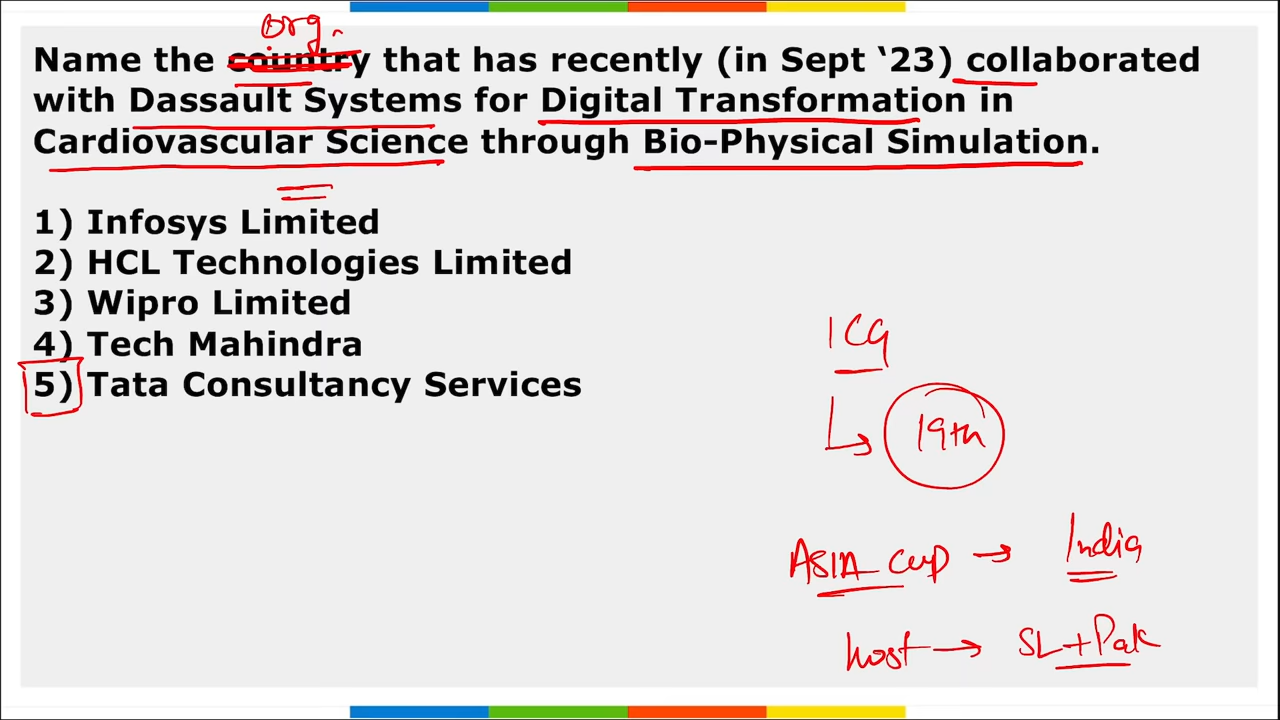 org.
Name the country that has recently (in Sept ‘23) collaborated
with Dassault Systems for Digital Transformation in
Cardiovascular Science through Bio-Physical Simulation.
1) Infosys Limited
2) HCL Technologies Limited
3) Wipro Limited
4) Tech Mahindra
5) Tata Consultancy Services
ICG
19th
ASIA Cup → India
host → SL + Pak